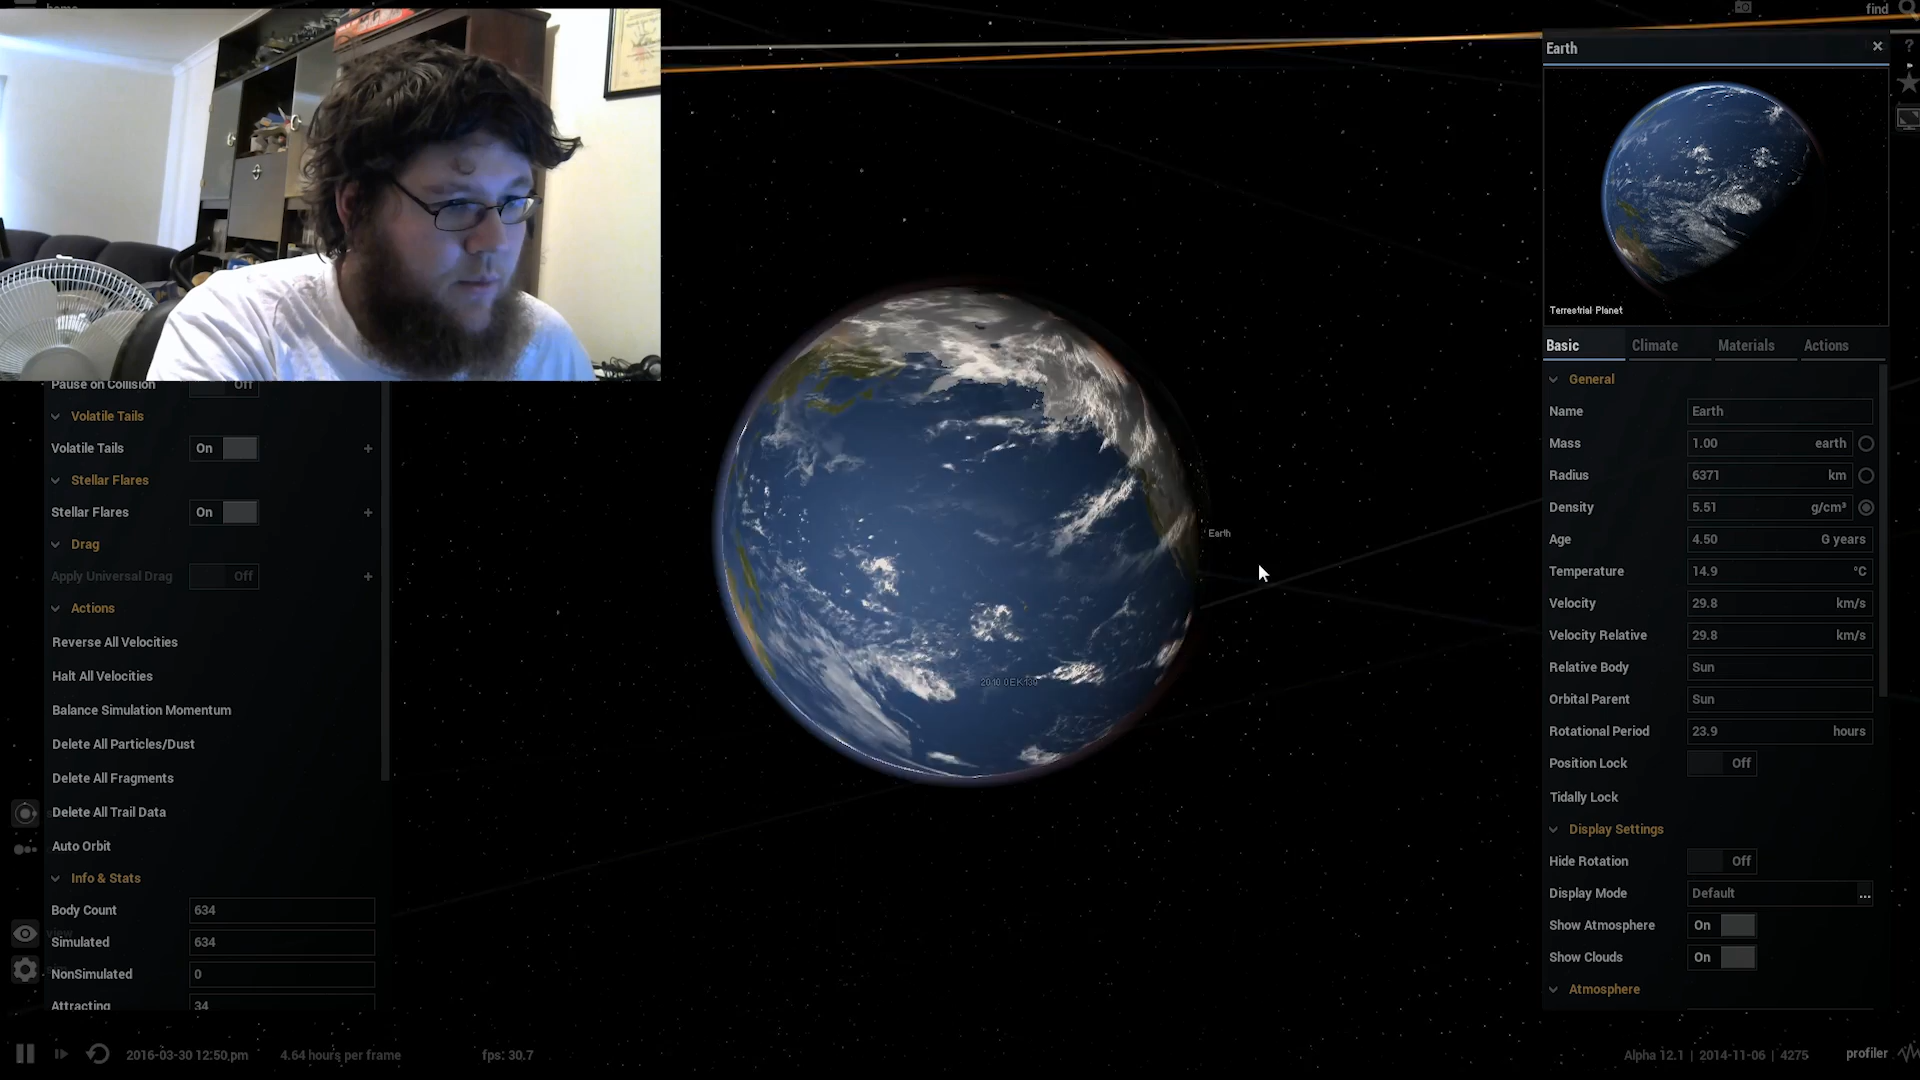 home
find
Earth
Terrestrial Planet
Basic Climate Materials Actions
General
Name Earth
Mass 1.00 earth
Radius 6371 km
Density 5.51 g/cm³
Age 4.50 G years
Temperature 14.9 °C
Velocity 29.8 km/s
Velocity Relative 29.8 km/s
Relative Body Sun
Orbital Parent Sun
Rotational Period 23.9 hours
Position Lock Off
Tidally Lock
Display Settings
Hide Rotation Off
Display Mode Default ...
Show Atmosphere On
Show Clouds On
Atmosphere
Earth
Pause on Collision Off
Volatile Tails
Volatile Tails On +
Stellar Flares
Stellar Flares On +
Drag
Apply Universal Drag Off +
Actions
Reverse All Velocities
Halt All Velocities
Balance Simulation Momentum
Delete All Particles/Dust
Delete All Fragments
Delete All Trail Data
Auto Orbit
Info & Stats
Body Count 634
view
Simulated 634
NonSimulated 0
Attracting 34
2016-03-30 12:50 pm 4.64 hours per frame fps: 30.7
Alpha 12.1 | 2014-11-06 | 4275 profiler